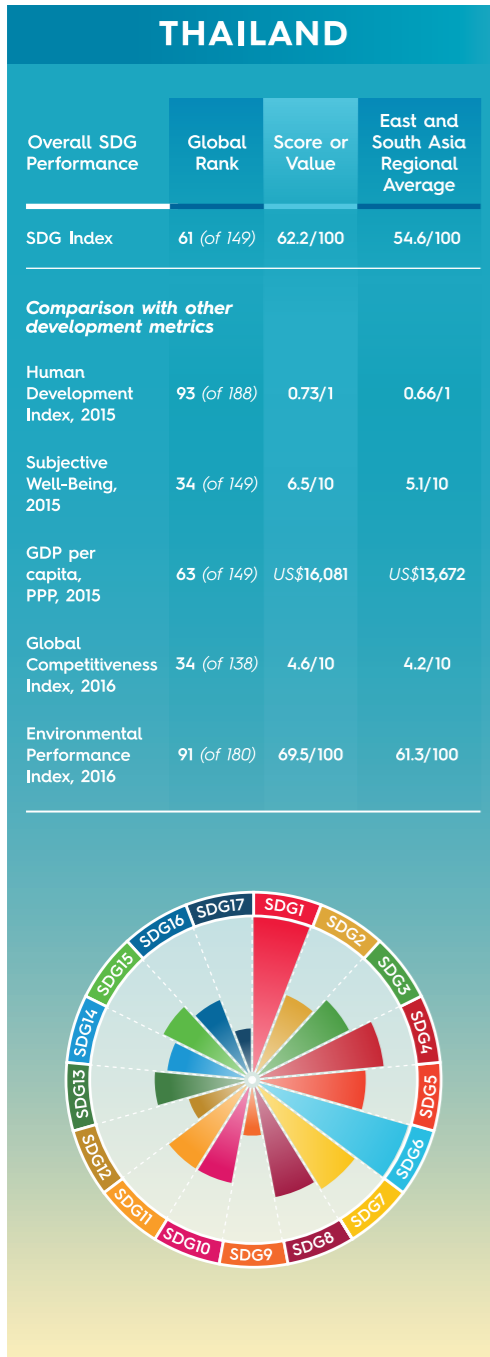 THAILAND
Overall SDG
Performance
Global
Rank
Score or
Value
East and
South Asia
Regional
Average
SDG Index 61 (of 149) 62.2/100 54.6/100
Comparison with other
development metrics
Human
Development 93 (of 188) 0.73/1 0.66/1
Index, 2015
Subjective
Well-Being, 34 (of 149) 6.5/10 5.1/10
2015
GDP per
capita, 63 (of 149) US$16,081 US$13,672
PPP, 2015
Global
Competitiveness 34 (of 138) 4.6/10 4.2/10
Index, 2016
Environmental
Performance 91 (of 180) 69.5/100 61.3/100
Index, 2016
SDG1
SDG2
SDG3
SDG4
SDG5
SDG6
SDG7
SDG8
SDG9
SDG10
SDG11
SDG12
SDG13
SDG14
SDG15
SDG16
SDG17